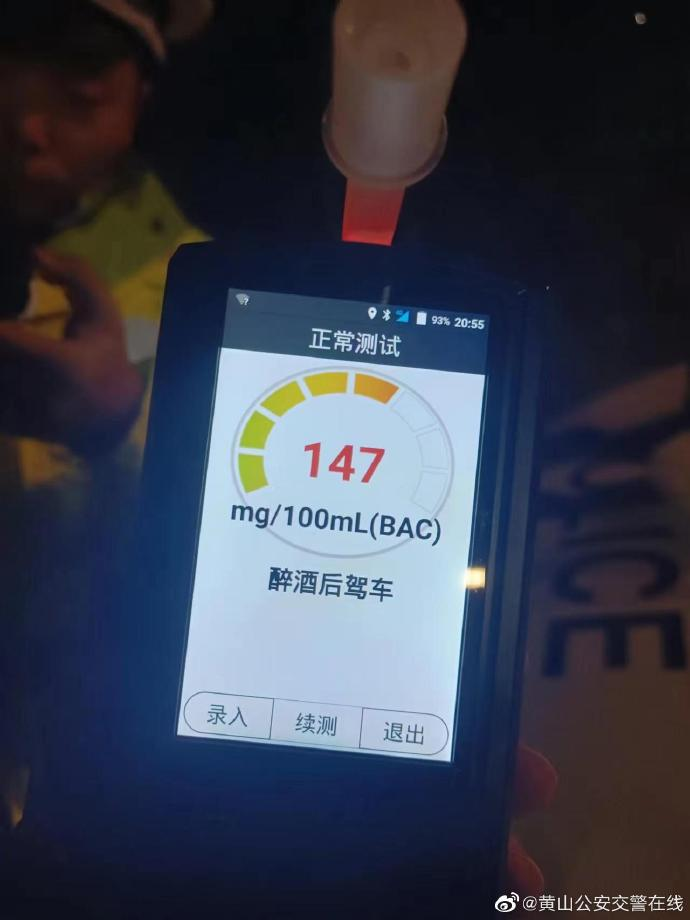 93% 20:55
正常测试
147
mg/100mL(BAC)
醉酒后驾车
录入 续测 退出
@黄山公安交警在线